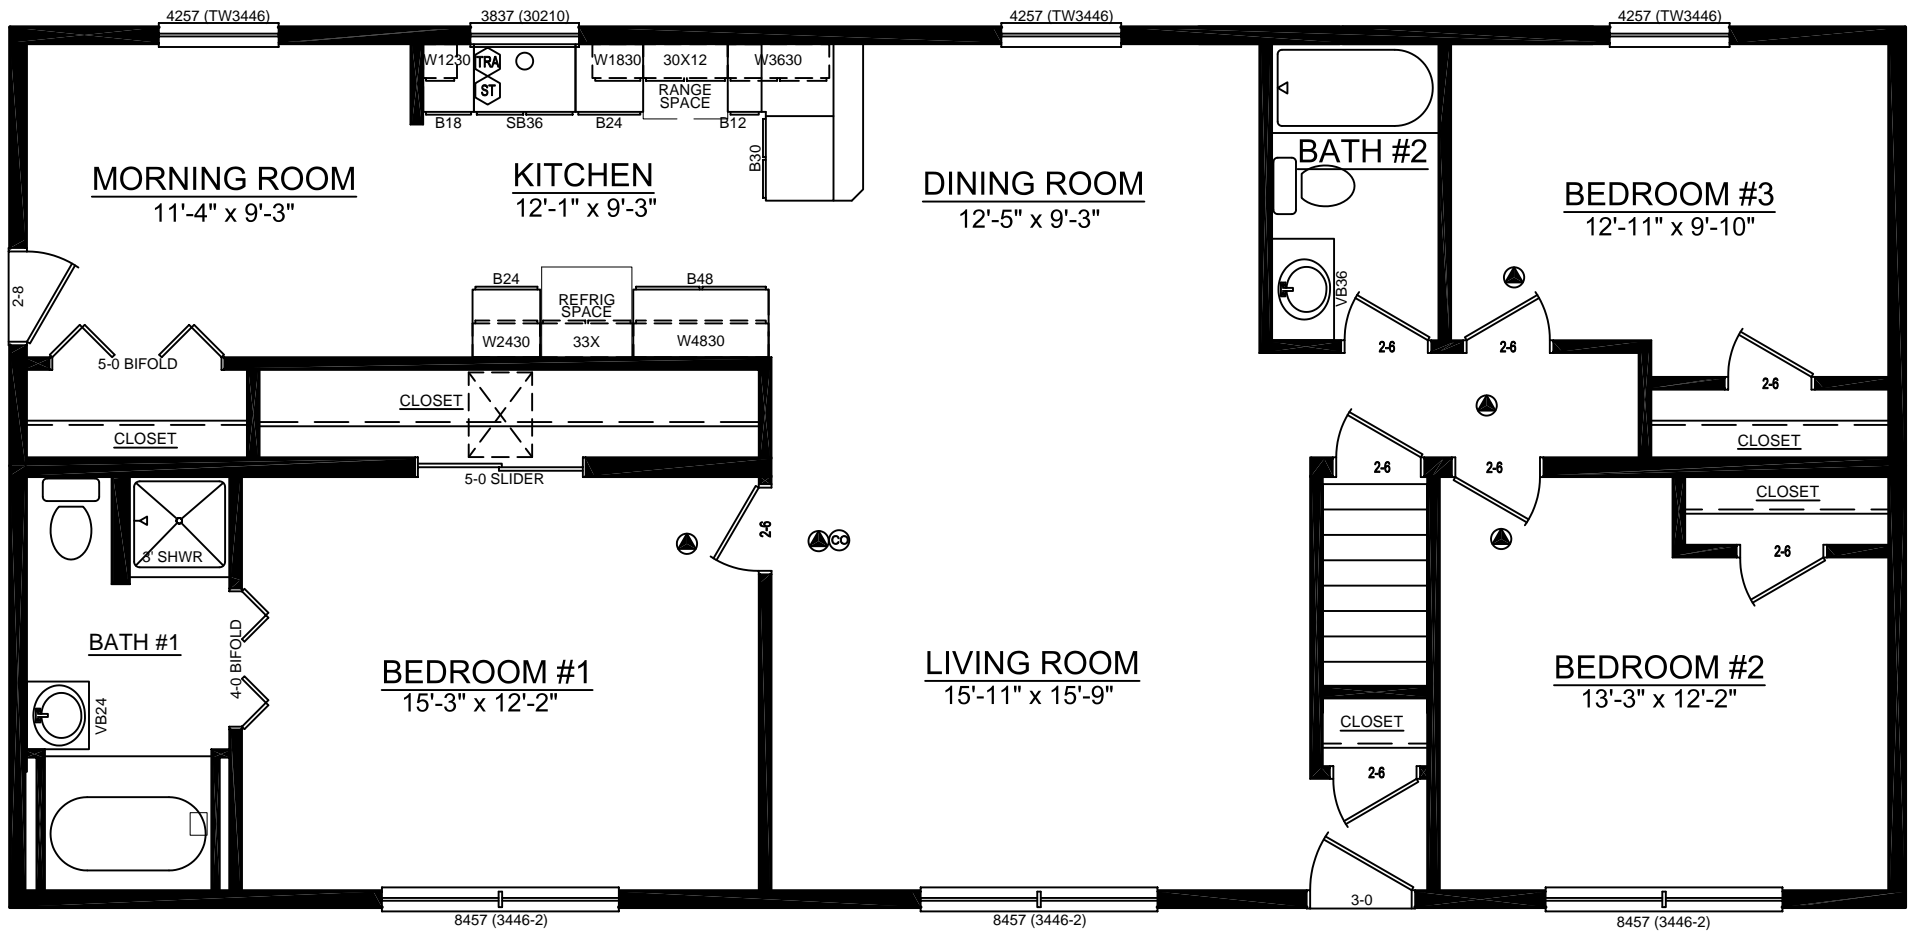 4257 (TW3446)
3837 (30210)
4257 (TW3446)
4257 (TW3446)
W1230
TRA
ST
W1830
30X12
W3630
RANGE
SPACE
B18
SB36
B24
B12
B30
MORNING ROOM
11'-4" x 9'-3"
KITCHEN
12'-1" x 9'-3"
DINING ROOM
12'-5" x 9'-3"
BATH #2
BEDROOM #3
12'-11" x 9'-10"
2-8
B24
REFRIG
SPACE
B48
W2430
33X
W4830
VB36
5-0 BIFOLD
2-6
2-6
2-6
CLOSET
CLOSET
CLOSET
5-0 SLIDER
2-6
2-6
CLOSET
2-6
CO
2-6
3' SHWR
BATH #1
4-0 BIFOLD
VB24
BEDROOM #1
15'-3" x 12'-2"
LIVING ROOM
15'-11" x 15'-9"
BEDROOM #2
13'-3" x 12'-2"
CLOSET
2-6
3-0
8457 (3446-2)
8457 (3446-2)
8457 (3446-2)